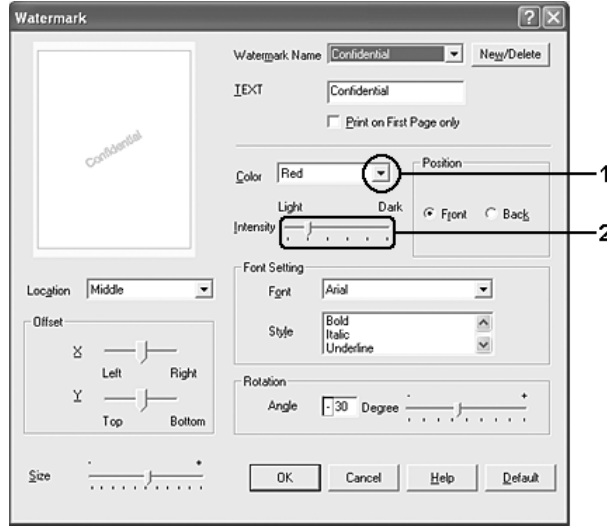 Watermark
Watermark Name Confidential New/Delete
TEXT Confidential
Print on First Page only
Confidential
Color Red 1
Position
Front Back
Light Dark
Intensity 2
Location Middle
Font Setting
Font Arial
Style Bold
Italic
Underline
Offset
X
Left Right
Y
Top Bottom
Rotation
Angle -30 Degree - +
Size - +
OK Cancel Help Default